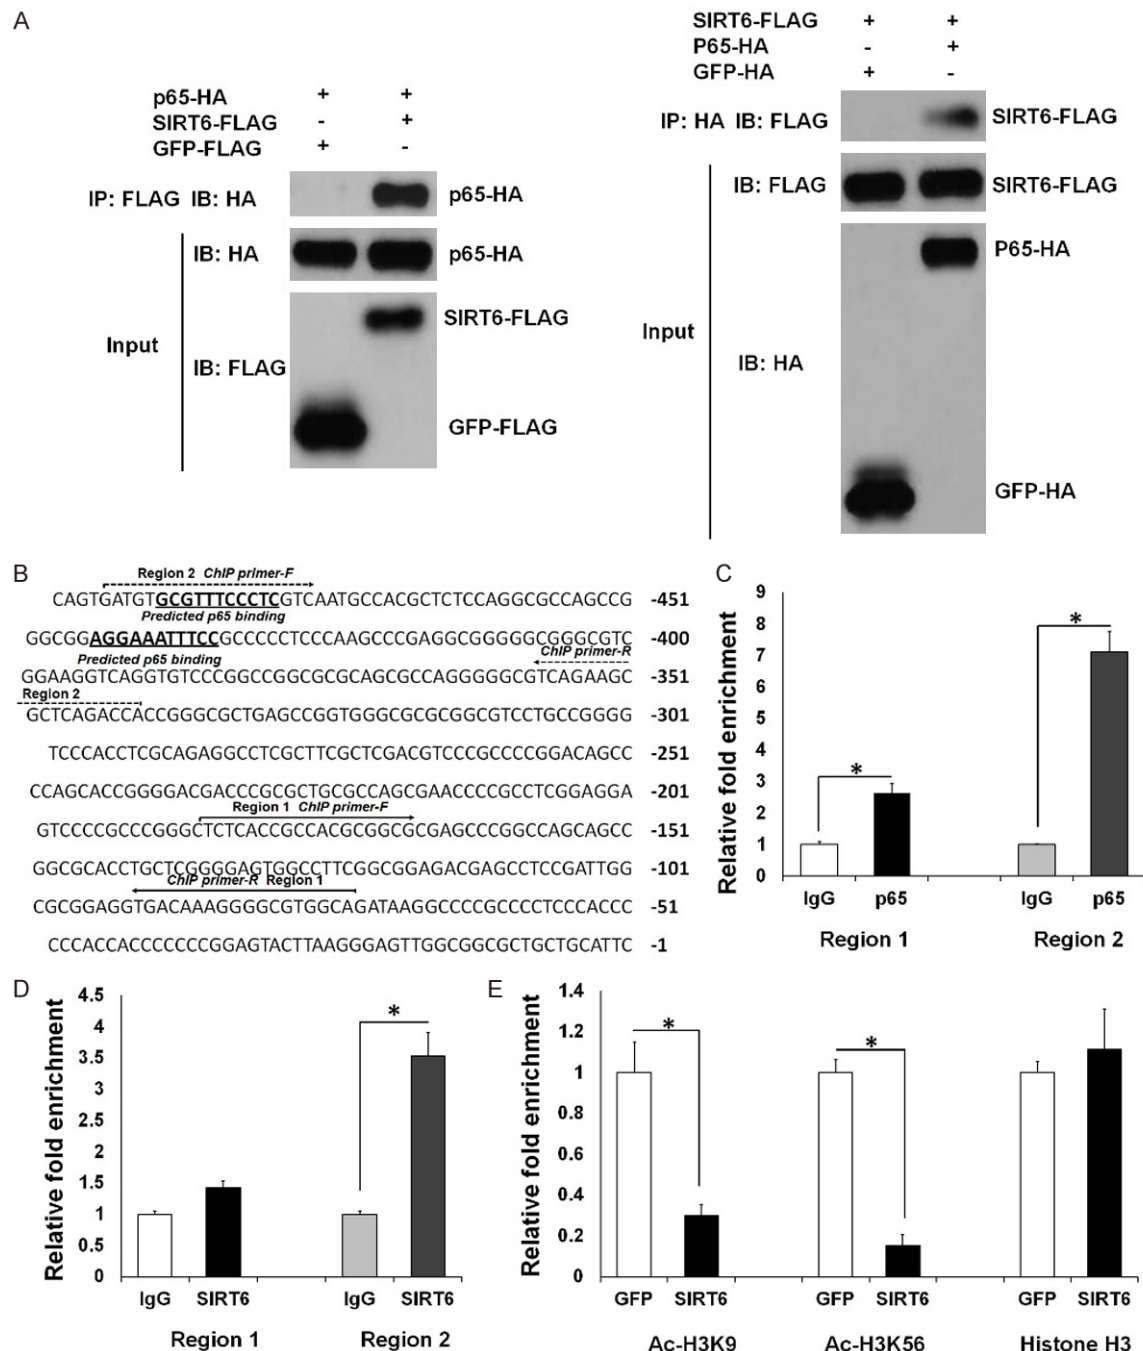 A
p65-HA + +
SIRT6-FLAG - +
GFP-FLAG + -
IP: FLAG IB: HA p65-HA
IB: HA p65-HA
Input
IB: FLAG
SIRT6-FLAG
GFP-FLAG
SIRT6-FLAG + +
P65-HA - +
GFP-HA + -
IP: HA IB: FLAG SIRT6-FLAG
IB: FLAG SIRT6-FLAG
Input
IB: HA
P65-HA
GFP-HA
B
Region 2 ChIP primer-F
CAGTGATGTGCGTTTCCCTCGTCAATGCCACGCTCTCCAGGCGCCAGCCG -451
Predicted p65 binding
GGCGGAGGAAATTTCCGCCCCCTCCCAAGCCCGAGGCGGGGGCGGGCGTC -400
Predicted p65 binding
ChIP primer-R
GGAAGGTCAGGTGTCCCGGCCGGCGCGCAGCGCCAGGGGGCGTCAGAAGC -351
Region 2
GCTCAGACCACCGGGCGCTGAGCCGGTGGGCGCGCGGCGTCCTGCCGGGG -301
TCCCACCTCGCAGAGGCCTCGCTTCGCTCGACGTCCCGCCCCGGACAGCC -251
CCAGCACCGGGGACGACCCGCGCTGCGCCAGCGAACCCCGCCTCGGAGGA -201
Region 1 ChIP primer-F
GTCCCCGCCCGGGCTCTCACCGCCACGCGGCGCGAGCCCGGCCAGCAGCC -151
GGCGCACCTGCTCGGGGAGTGGCCTTCGGCGGAGACGAGCCTCCGATTGG -101
ChIP primer-R Region 1
CGCGGAGGTGACAAAGGGGCGTGGCAGATAAGGCCCCGCCCCTCCCACCC -51
CCCACCACCCCCCCGGAGTACTTAAGGGAGTTGGCGGCGCTGCTGCATTC -1
C
Relative fold enrichment
9
8
7
6
5
4
3
2
1
0
*
*
IgG p65 IgG p65
Region 1 Region 2
D
Relative fold enrichment
4.5
4
3.5
3
2.5
2
1.5
1
0.5
0
*
IgG SIRT6 IgG SIRT6
Region 1 Region 2
E
Relative fold enrichment
1.4
1.2
1
0.8
0.6
0.4
0.2
0
*
*
GFP SIRT6 GFP SIRT6 GFP SIRT6
Ac-H3K9 Ac-H3K56 Histone H3